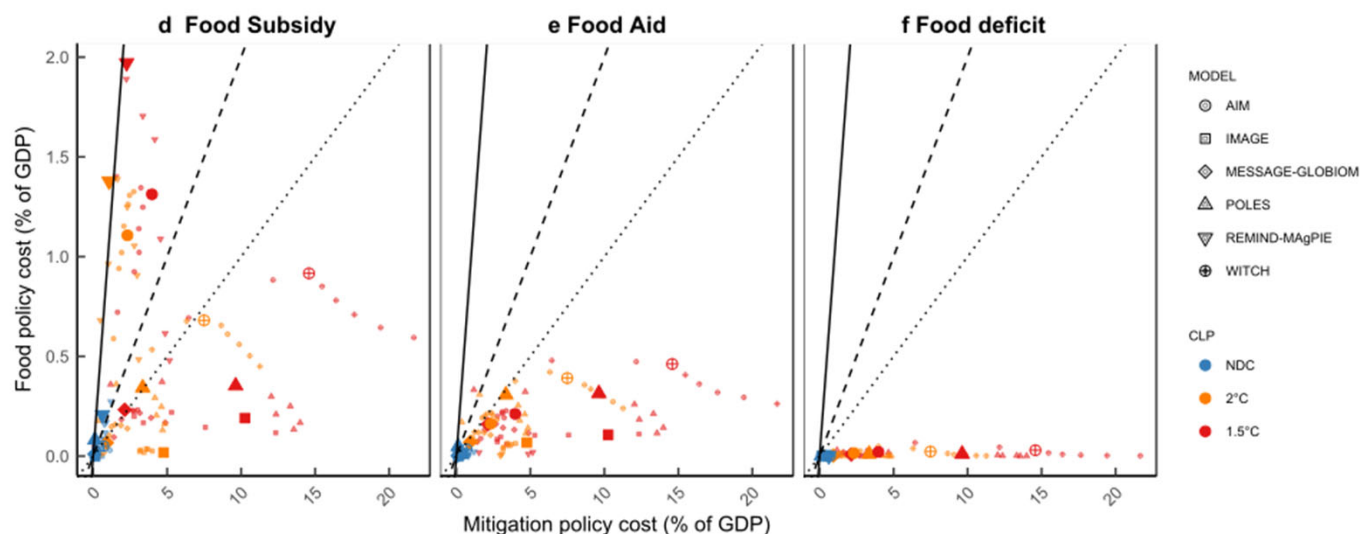 d Food Subsidy
e Food Aid
f Food deficit
Food policy cost (% of GDP)
2.0
1.5
1.0
0.5
0.0
0 5 10 15 20
0 5 10 15 20
0 5 10 15 20
Mitigation policy cost (% of GDP)
MODEL
AIM
IMAGE
MESSAGE-GLOBIOM
POLES
REMIND-MAgPIE
WITCH
CLP
NDC
2°C
1.5°C